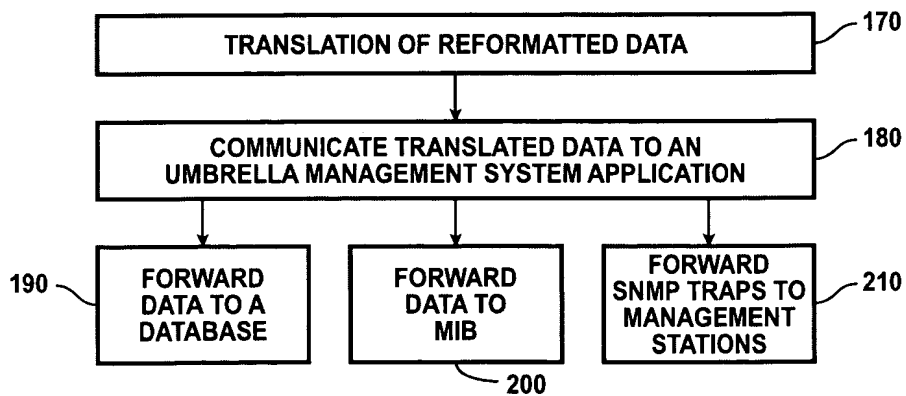 TRANSLATION OF REFORMATTED DATA
170
COMMUNICATE TRANSLATED DATA TO AN
UMBRELLA MANAGEMENT SYSTEM APPLICATION
180
190
FORWARD
DATA TO A
DATABASE
FORWARD
DATA TO
MIB
200
FORWARD
SNMP TRAPS TO
MANAGEMENT
STATIONS
210